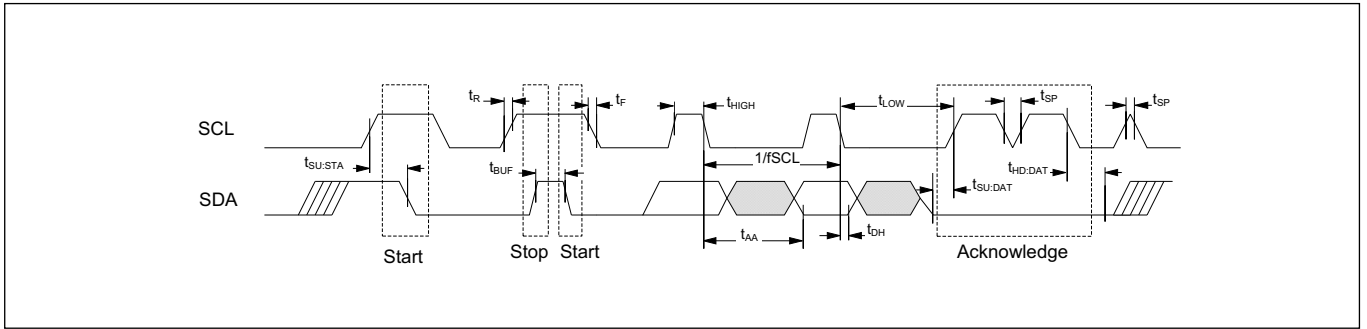 tR
tF
tHIGH
tLOW
tSP
tSP
SCL
tSU:STA
tBUF
1/fSCL
tHD:DAT
tSU:DAT
SDA
tAA
tDH
Start
Stop
Start
Acknowledge